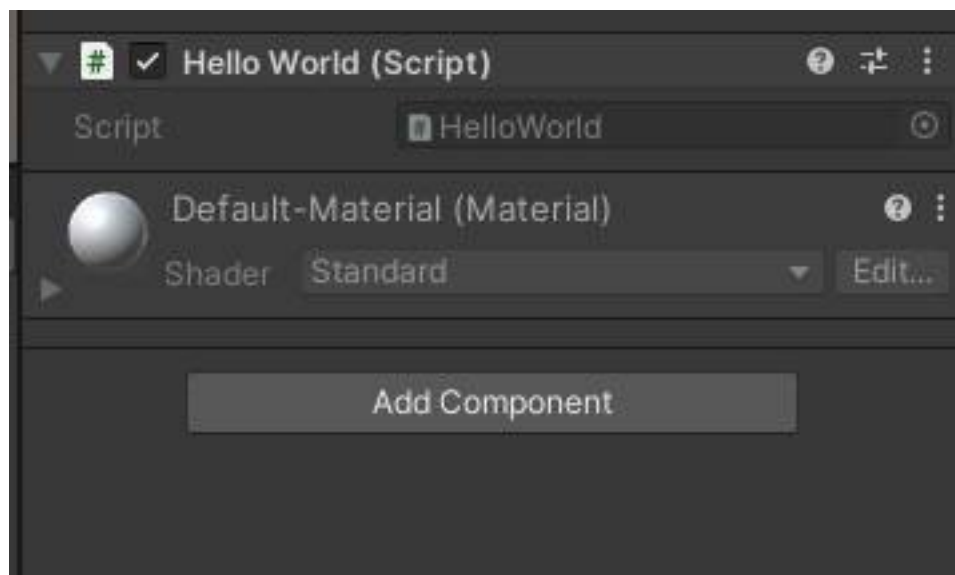 # Hello World (Script)
Script # HelloWorld
Default-Material (Material)
Shader Standard Edit...
Add Component